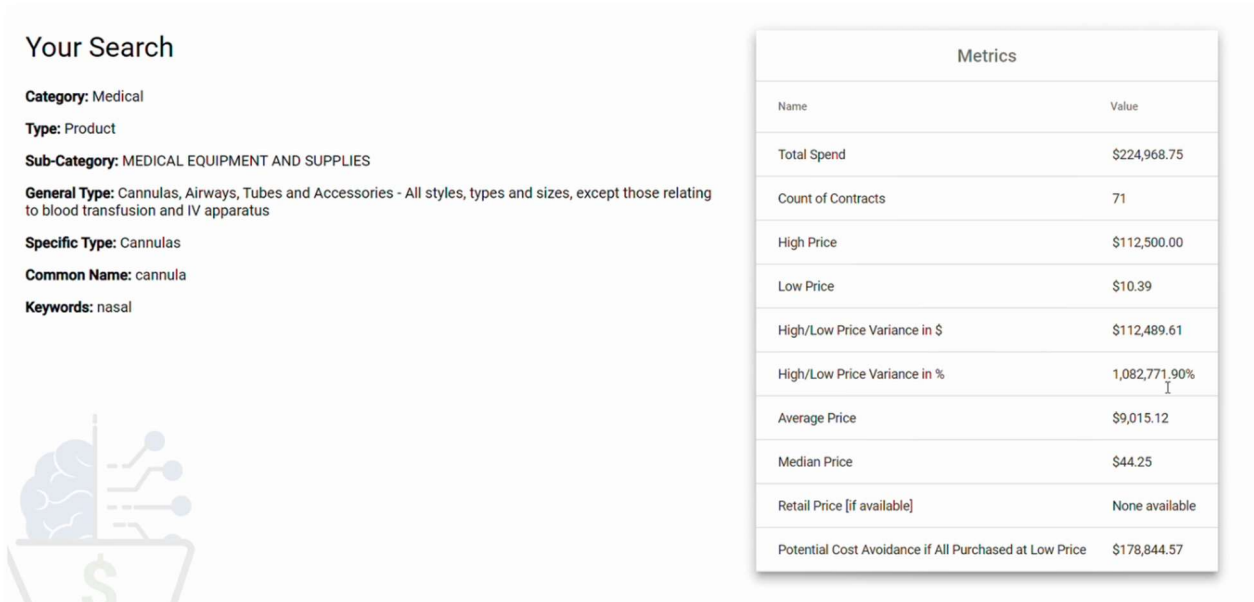 Your Search
Category: Medical
Type: Product
Sub-Category: MEDICAL EQUIPMENT AND SUPPLIES
General Type: Cannulas, Airways, Tubes and Accessories - All styles, types and sizes, except those relating
to blood transfusion and IV apparatus
Specific Type: Cannulas
Common Name: cannula
Keywords: nasal
$
Metrics
Name Value
Total Spend $224,968.75
Count of Contracts 71
High Price $112,500.00
Low Price $10.39
High/Low Price Variance in $ $112,489.61
High/Low Price Variance in % 1,082,771.90%
Average Price $9,015.12
Median Price $44.25
Retail Price [if available] None available
Potential Cost Avoidance if All Purchased at Low Price $178,844.57